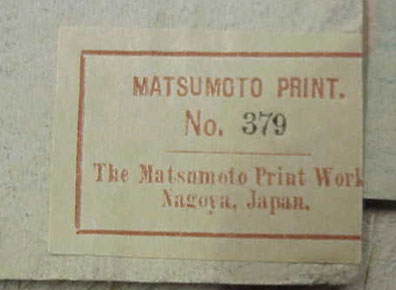 MATSUMOTO PRINT.
No. 379
The Matsumoto Print Work
Nagoya, Japan.